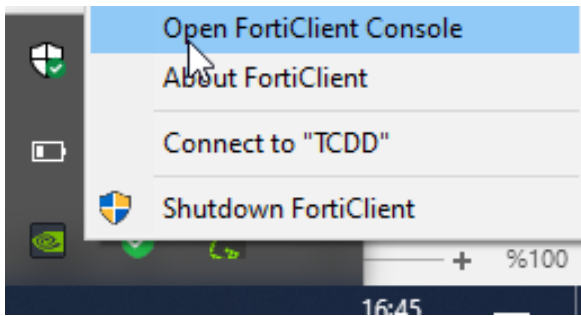 Open FortiClient Console
About FortiClient
Connect to "TCDD"
Shutdown FortiClient
%100
16:45